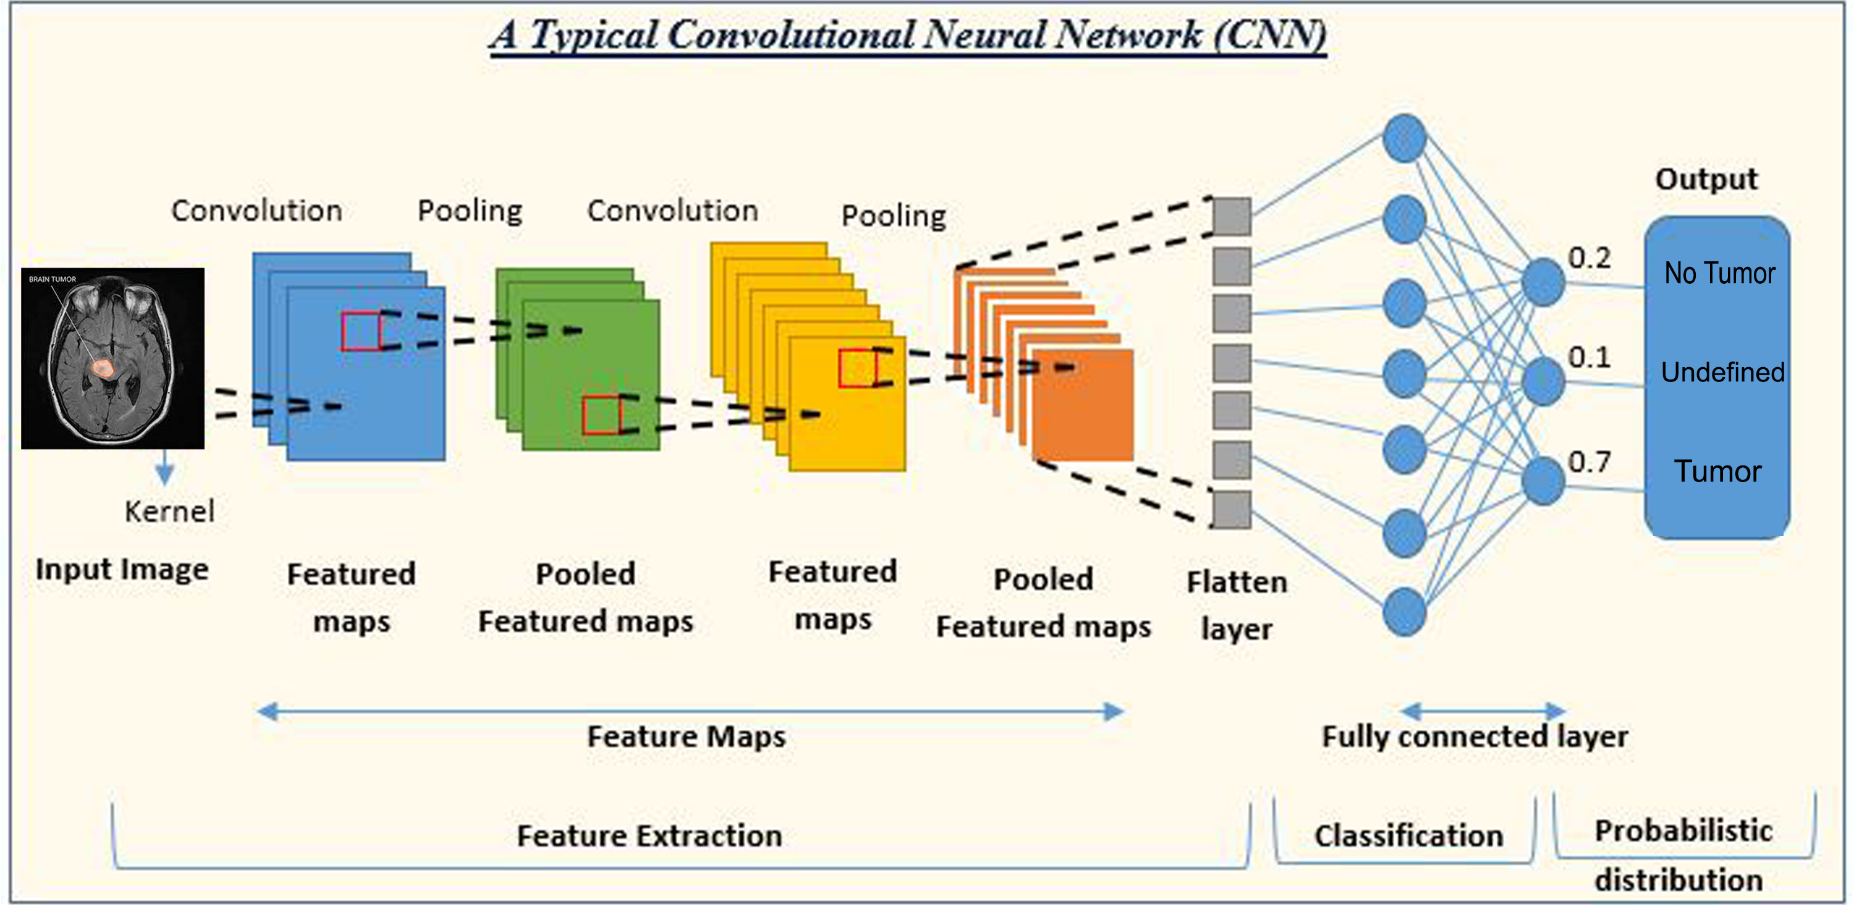 A Typical Convolutional Neural Network (CNN)
Convolution
Pooling
Convolution
Pooling
Output
BRAIN TUMOR
0.2
No Tumor
0.1
Undefined
0.7
Tumor
Kernel
Input Image
Featured
maps
Pooled
Featured maps
Featured
maps
Pooled
Featured maps
Flatten
layer
Feature Maps
Fully connected layer
Feature Extraction
Classification
Probabilistic
distribution